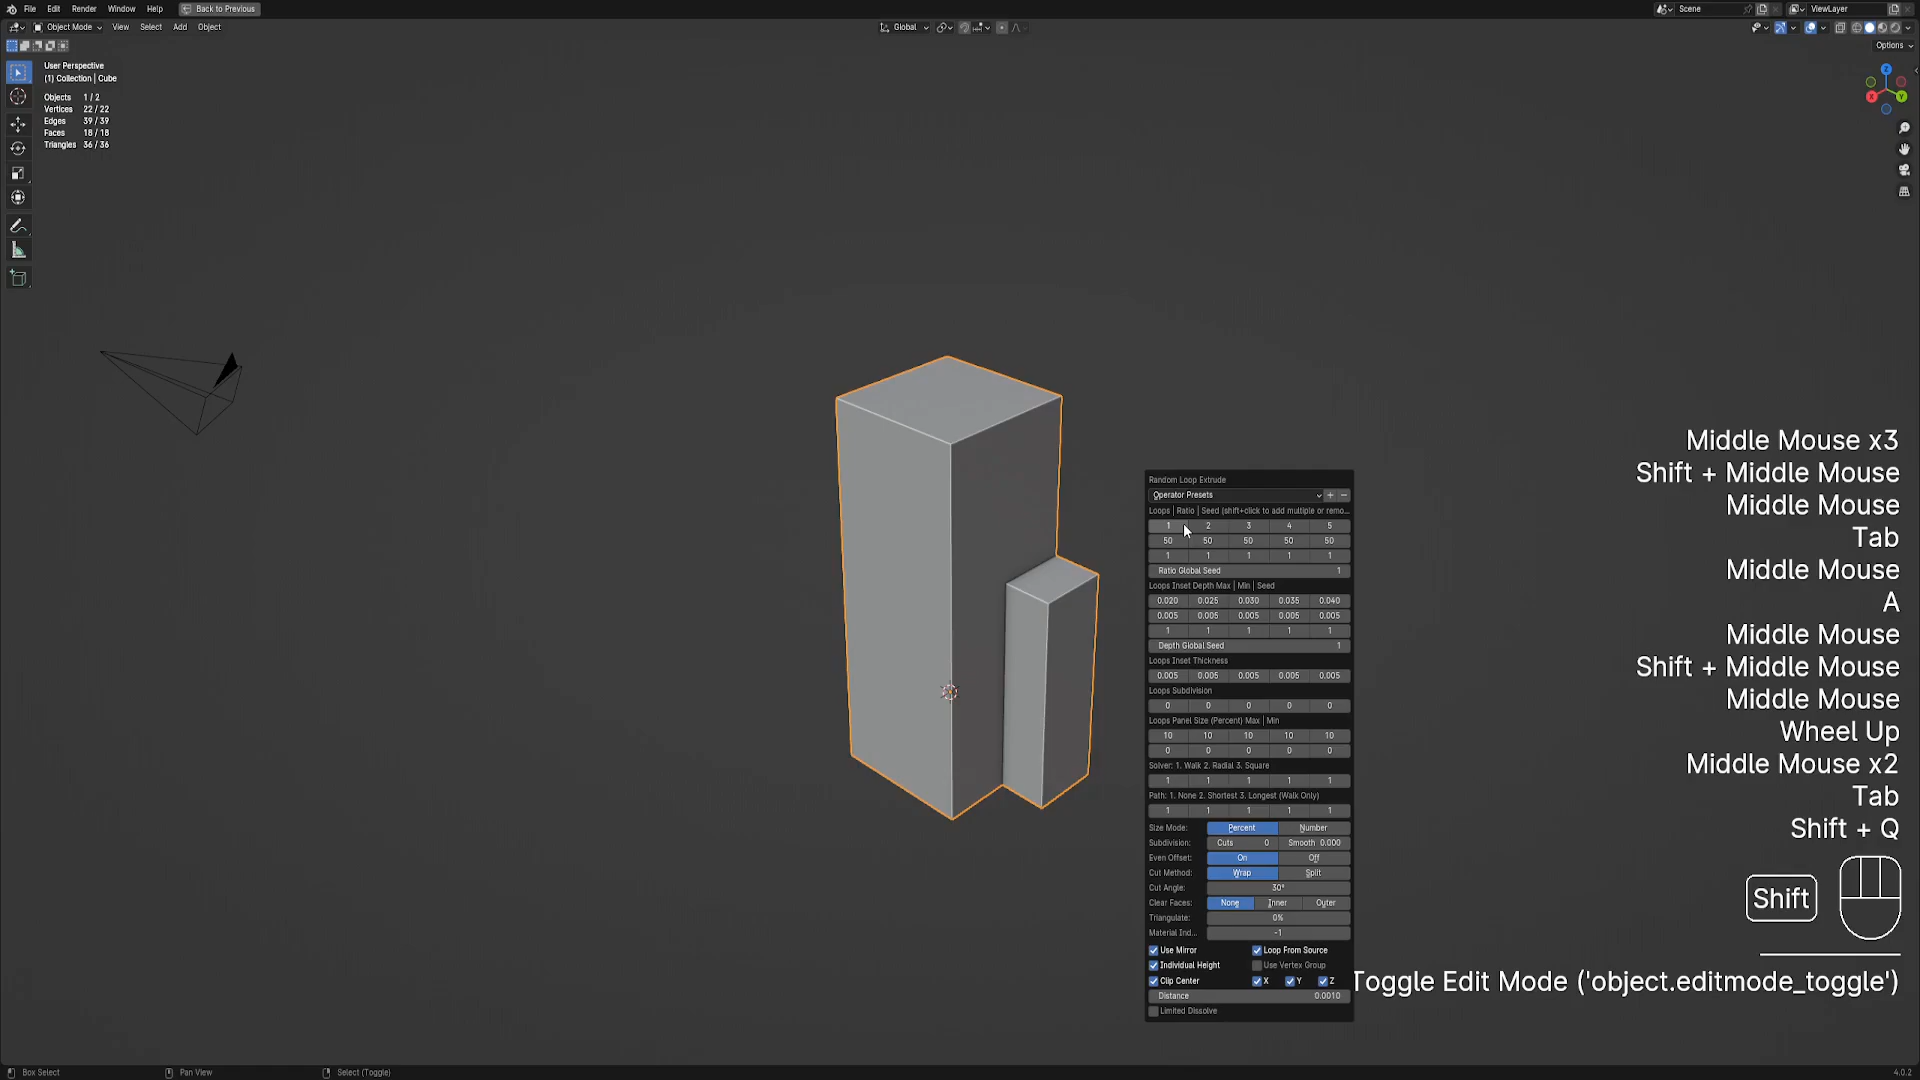 File Edit Render Window Help Back to Previous Scene ViewLayer
Object Mode View Select Add Object Global
Options
User Perspective
(1) Collection | Cube
Objects 1 / 2
Vertices 22 / 22
Edges 39 / 39
Faces 18 / 18
Triangles 36 / 36
Z
X Y
Random Loop Extrude
Operator Presets
Loops | Ratio | Seed (shift+click to add multiple or remo...
1 2 3 4 5
50 50 50 50 50
1 1 1 1 1
Ratio Global Seed 1
Loops Inset Depth Max | Min | Seed
0.020 0.025 0.030 0.035 0.040
0.005 0.005 0.005 0.005 0.005
1 1 1 1 1
Depth Global Seed 1
Loops Inset Thickness
0.005 0.005 0.005 0.005 0.005
Loops Subdivision
0 0 0 0 0
Loops Panel Size (Percent) Max | Min
10 10 10 10 10
0 0 0 0 0
Solver: 1. Walk 2. Radial 3. Square
1 1 1 1 1
Path: 1. None 2. Shortest 3. Longest (Walk Only)
1 1 1 1 1
Size Mode: Percent Number
Subdivision: Cuts 0 Smooth 0.000
Even Offset: On Off
Cut Method: Wrap Split
Cut Angle: 30°
Clear Faces: None Inner Outer
Triangulate: 0%
Material Ind... -1
Use Mirror Loop From Source
Individual Height Use Vertex Group
Clip Center X Y Z
Distance 0.0010
Limited Dissolve
Middle Mouse x3
Shift + Middle Mouse
Middle Mouse
Tab
Middle Mouse
A
Middle Mouse
Shift + Middle Mouse
Middle Mouse
Wheel Up
Middle Mouse x2
Tab
Shift + Q
Shift
Toggle Edit Mode ('object.editmode_toggle')
Box Select Pan View Select (Toggle) 4.0.2